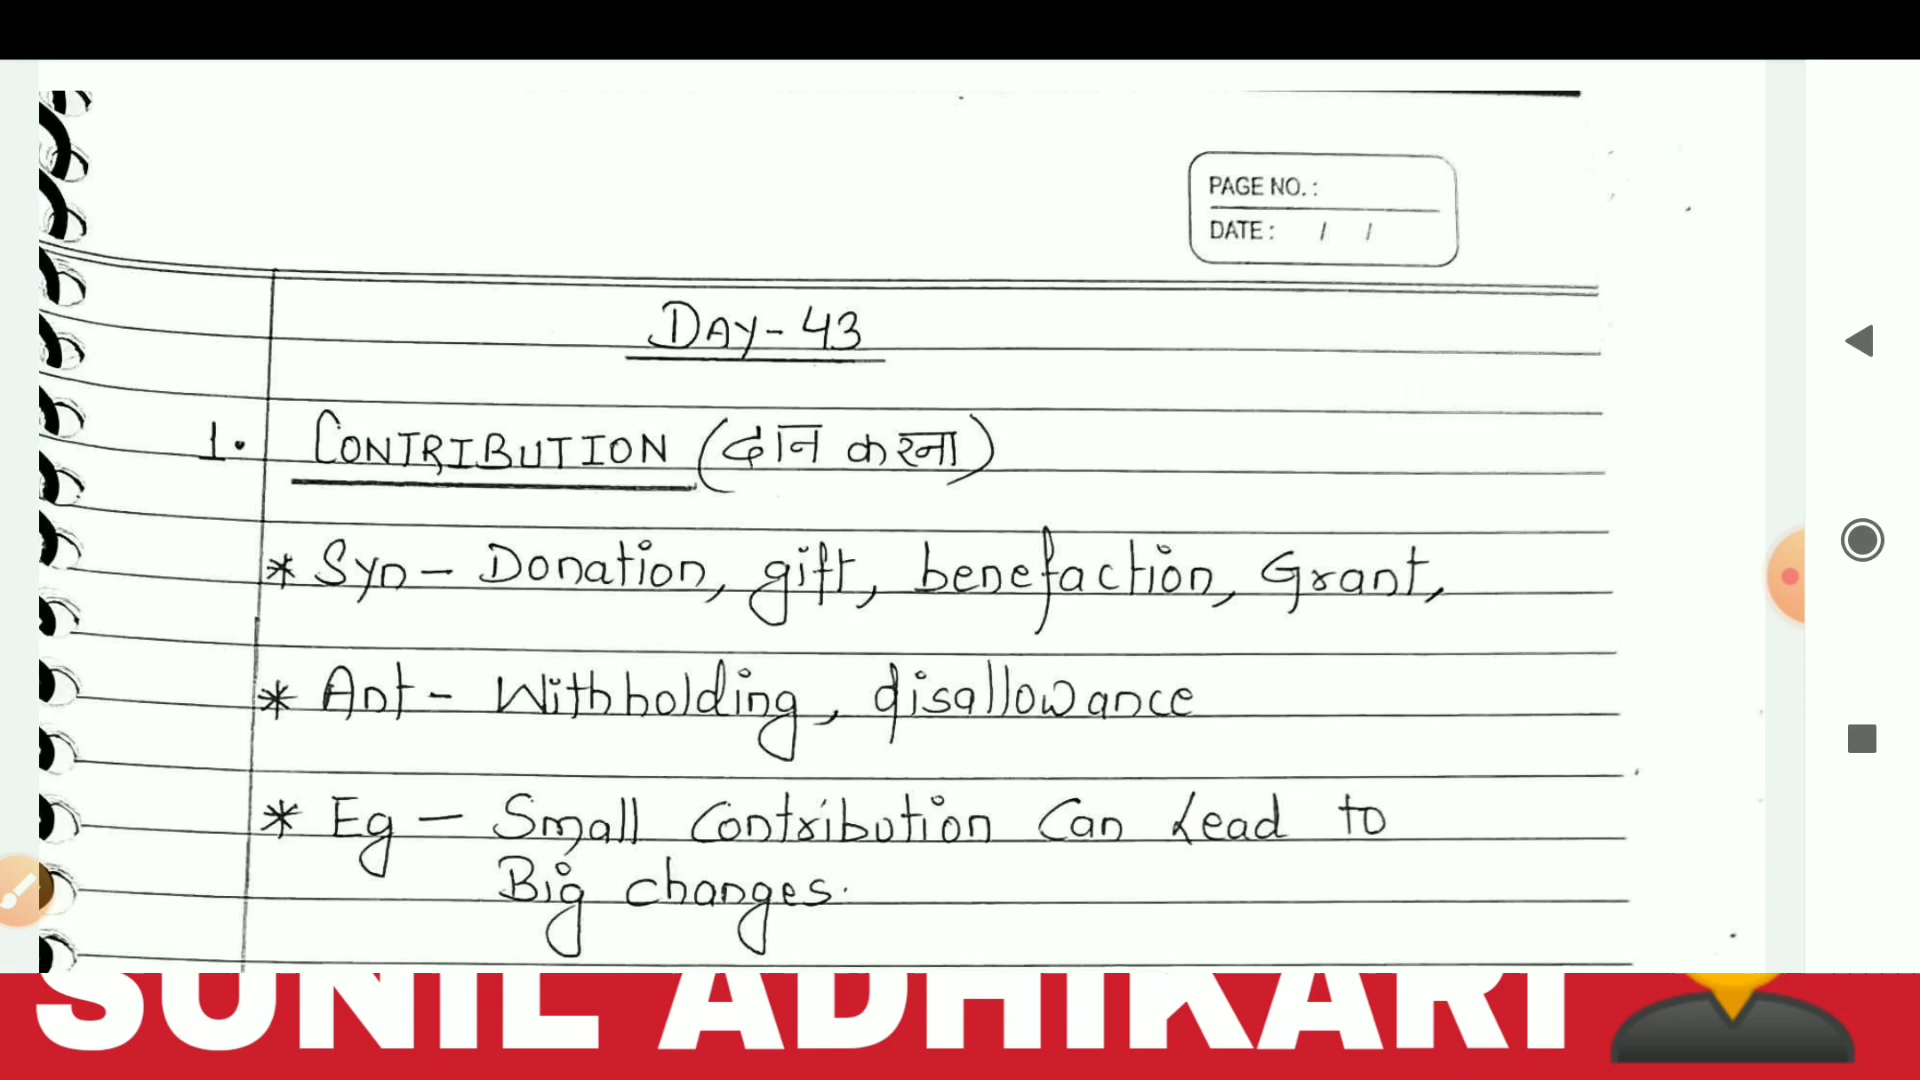 PAGE NO. :
DATE : / /
DAY - 43
1. CONTRIBUTION (दान करना)
* Syn - Donation, gift, benefaction, Grant,
* Ant - Withholding, disallowance
* Eg - Small Contribution Can Lead to
Big changes.
SUNIL ADHIKARI